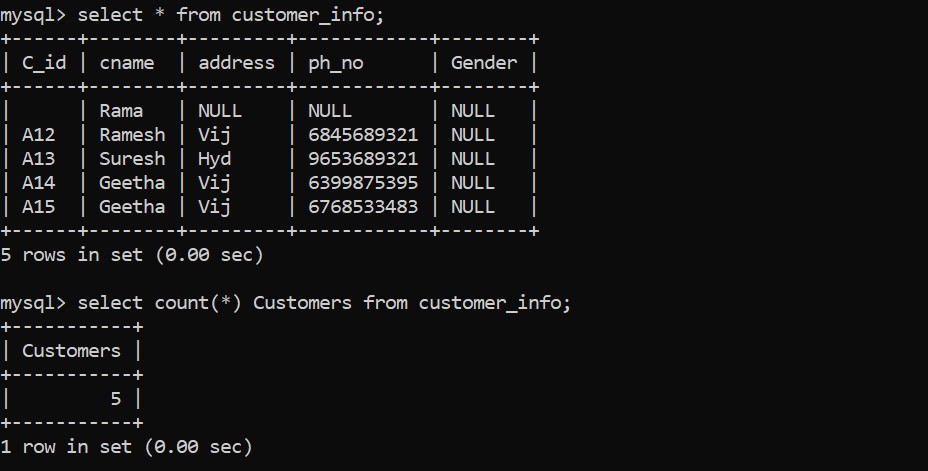 mysql> select * from customer_info;
+------+--------+---------+------------+--------+
| C_id | cname  | address | ph_no      | Gender |
+------+--------+---------+------------+--------+
|      | Rama   | NULL    | NULL       | NULL   |
| A12  | Ramesh | Vij     | 6845689321 | NULL   |
| A13  | Suresh | Hyd     | 9653689321 | NULL   |
| A14  | Geetha | Vij     | 6399875395 | NULL   |
| A15  | Geetha | Vij     | 6768533483 | NULL   |
+------+--------+---------+------------+--------+
5 rows in set (0.00 sec)

mysql> select count(*) Customers from customer_info;
+-----------+
| Customers |
+-----------+
|         5 |
+-----------+
1 row in set (0.00 sec)